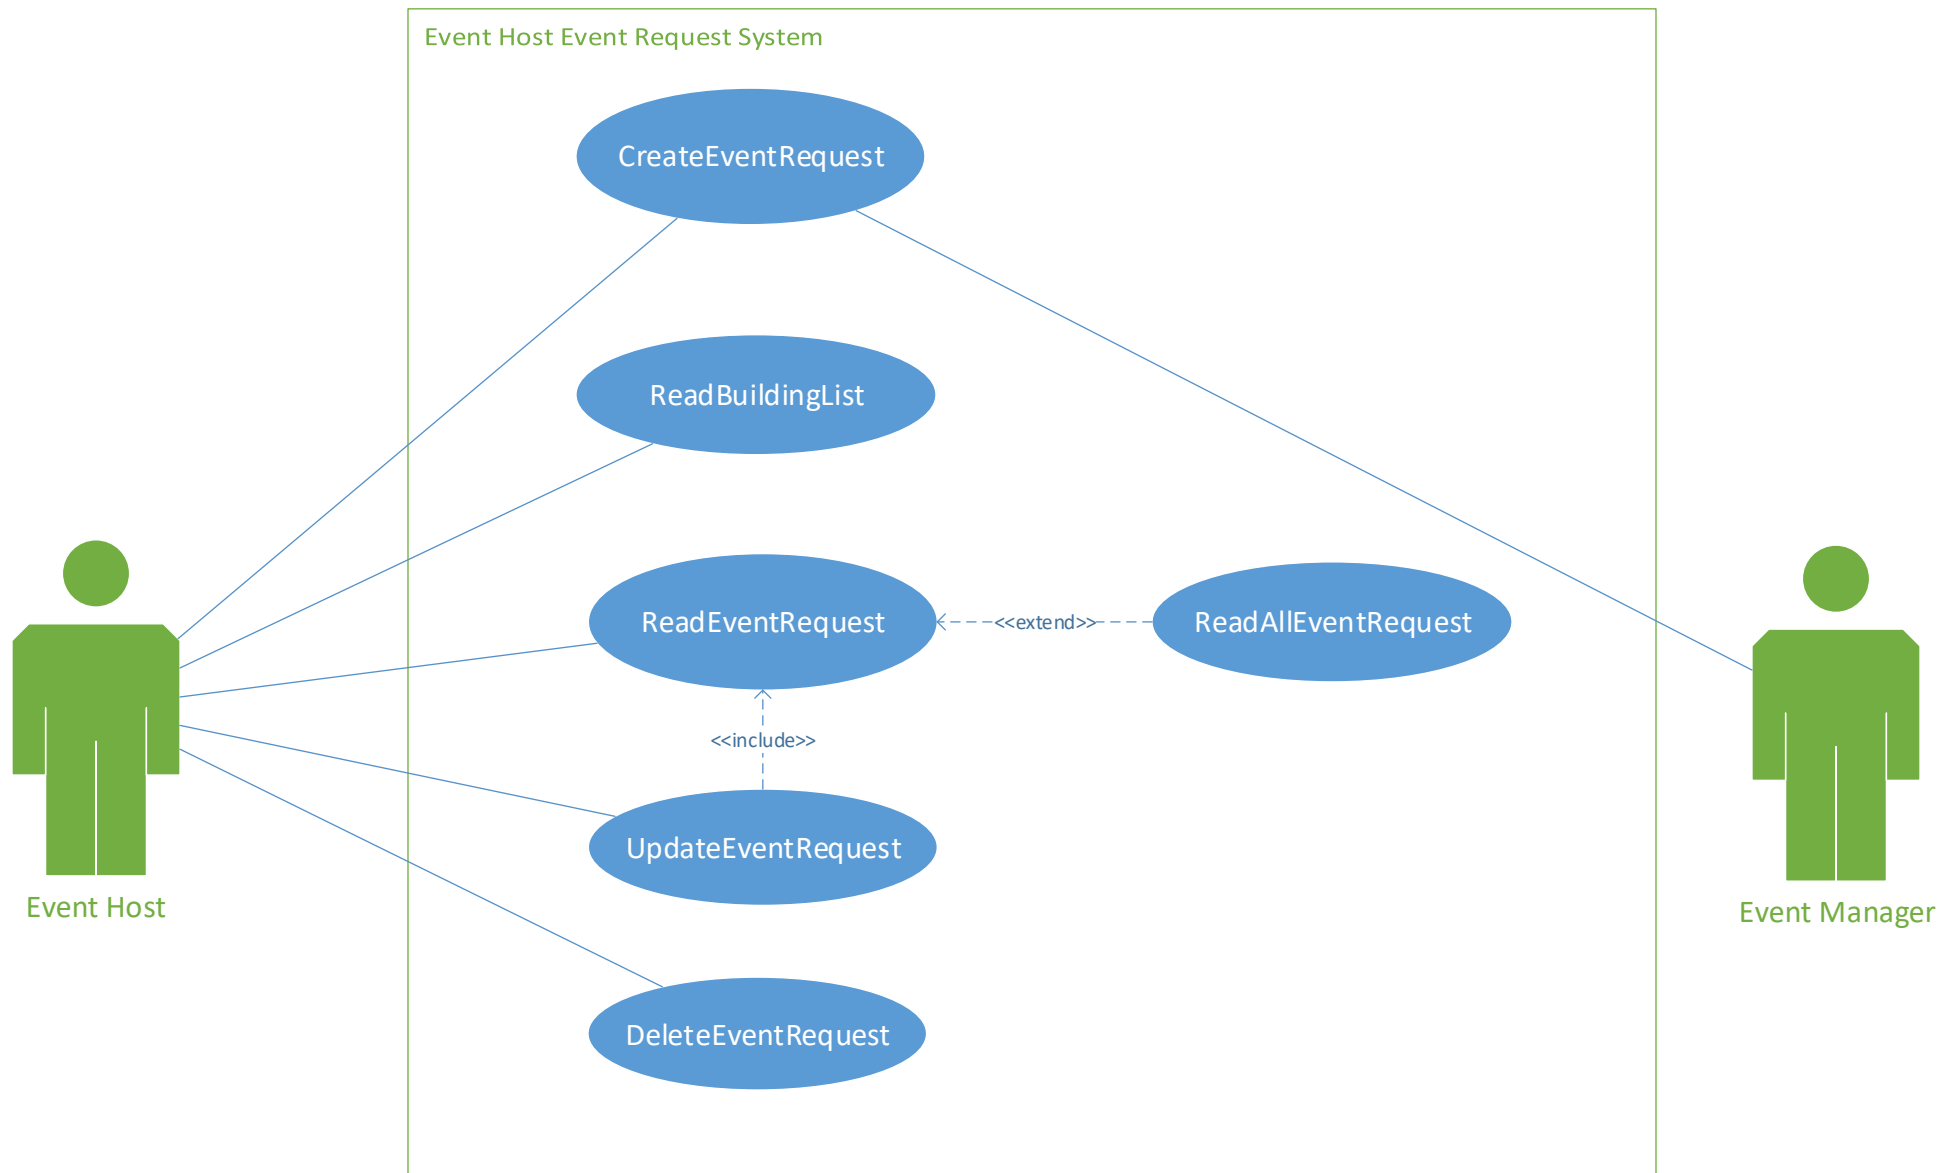 Event Host Event Request System
CreateEventRequest
ReadBuildingList
ReadEventRequest
<<extend>>
ReadAllEventRequest
<<include>>
UpdateEventRequest
Event Host
Event Manager
DeleteEventRequest